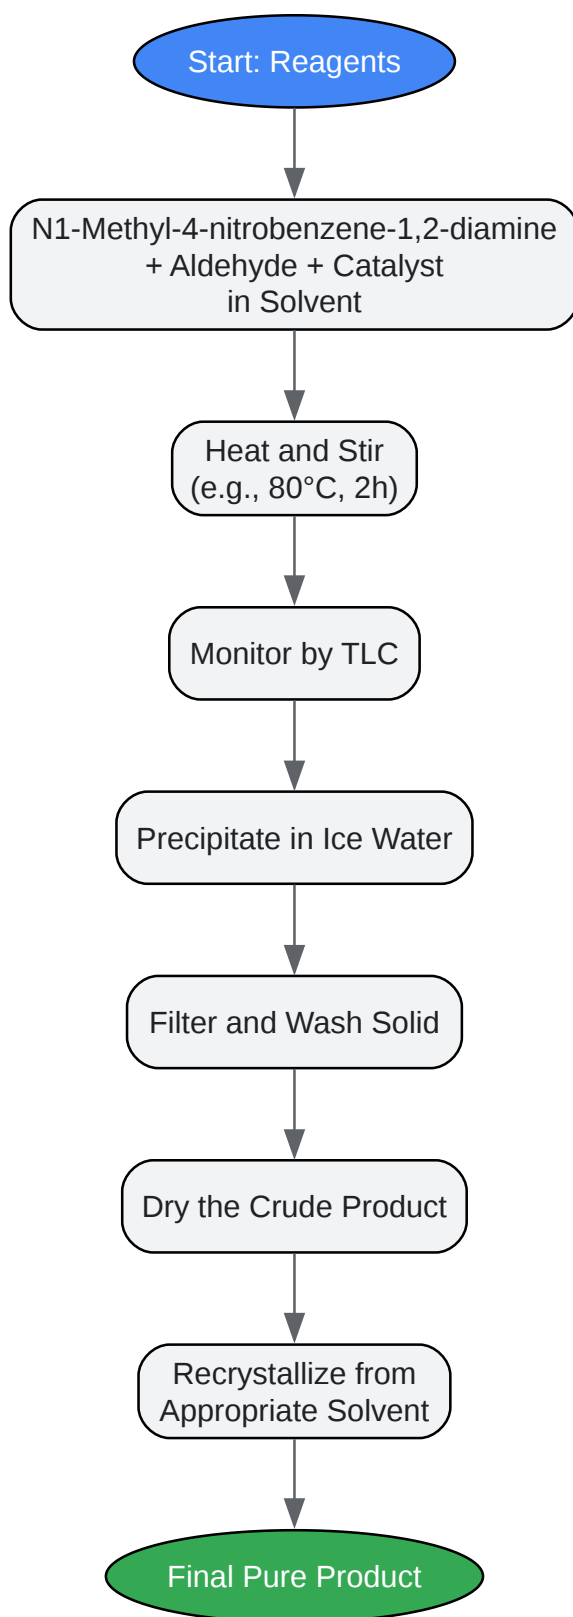 Start: Reagents
N1-Methyl-4-nitrobenzene-1,2-diamine
+ Aldehyde + Catalyst
in Solvent
Heat and Stir
(e.g., 80°C, 2h)
Monitor by TLC
Precipitate in Ice Water
Filter and Wash Solid
Dry the Crude Product
Recrystallize from
Appropriate Solvent
Final Pure Product